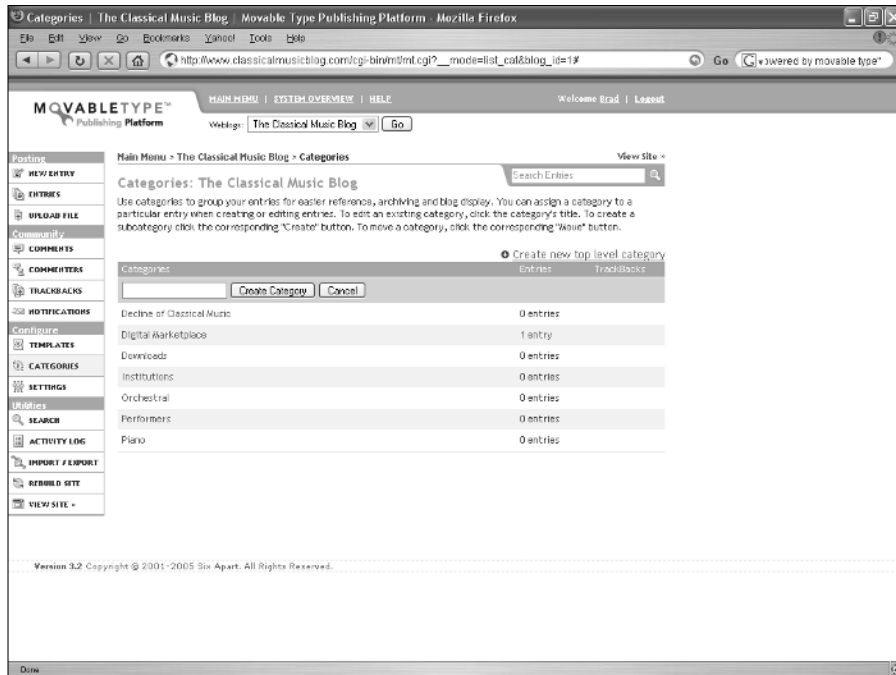 Categories | The Classical Music Blog | Movable Type Publishing Platform - Mozilla Firefox
File Edit View Go Bookmarks Yahoo! Tools Help
http://www.classicalmusicblog.com/cgi-bin/mt/mt.cgi?__mode=list_cat&blog_id=1#
Go
powered by movable type"
MOVABLETYPE™
Publishing Platform
MAIN MENU | SYSTEM OVERVIEW | HELP
Welcome Brad | Logout
Weblogs: The Classical Music Blog Go
Posting
NEW ENTRY
ENTRIES
UPLOAD FILE
Community
COMMENTS
COMMENTERS
TRACKBACKS
NOTIFICATIONS
Configure
TEMPLATES
CATEGORIES
SETTINGS
Utilities
SEARCH
ACTIVITY LOG
IMPORT / EXPORT
REBUILD SITE
VIEW SITE »
Main Menu > The Classical Music Blog > Categories
View Site »
Search Entries
Categories: The Classical Music Blog
Use categories to group your entries for easier reference, archiving and blog display. You can assign a category to a
particular entry when creating or editing entries. To edit an existing category, click the category's title. To create a
subcategory click the corresponding "Create" button. To move a category, click the corresponding "Move" button.
Create new top level category
Categories Entries TrackBacks
Create Category Cancel
Decline of Classical Music 0 entries
Digital Marketplace 1 entry
Downloads 0 entries
Institutions 0 entries
Orchestral 0 entries
Performers 0 entries
Piano 0 entries
Version 3.2 Copyright © 2001-2005 Six Apart. All Rights Reserved.
Done